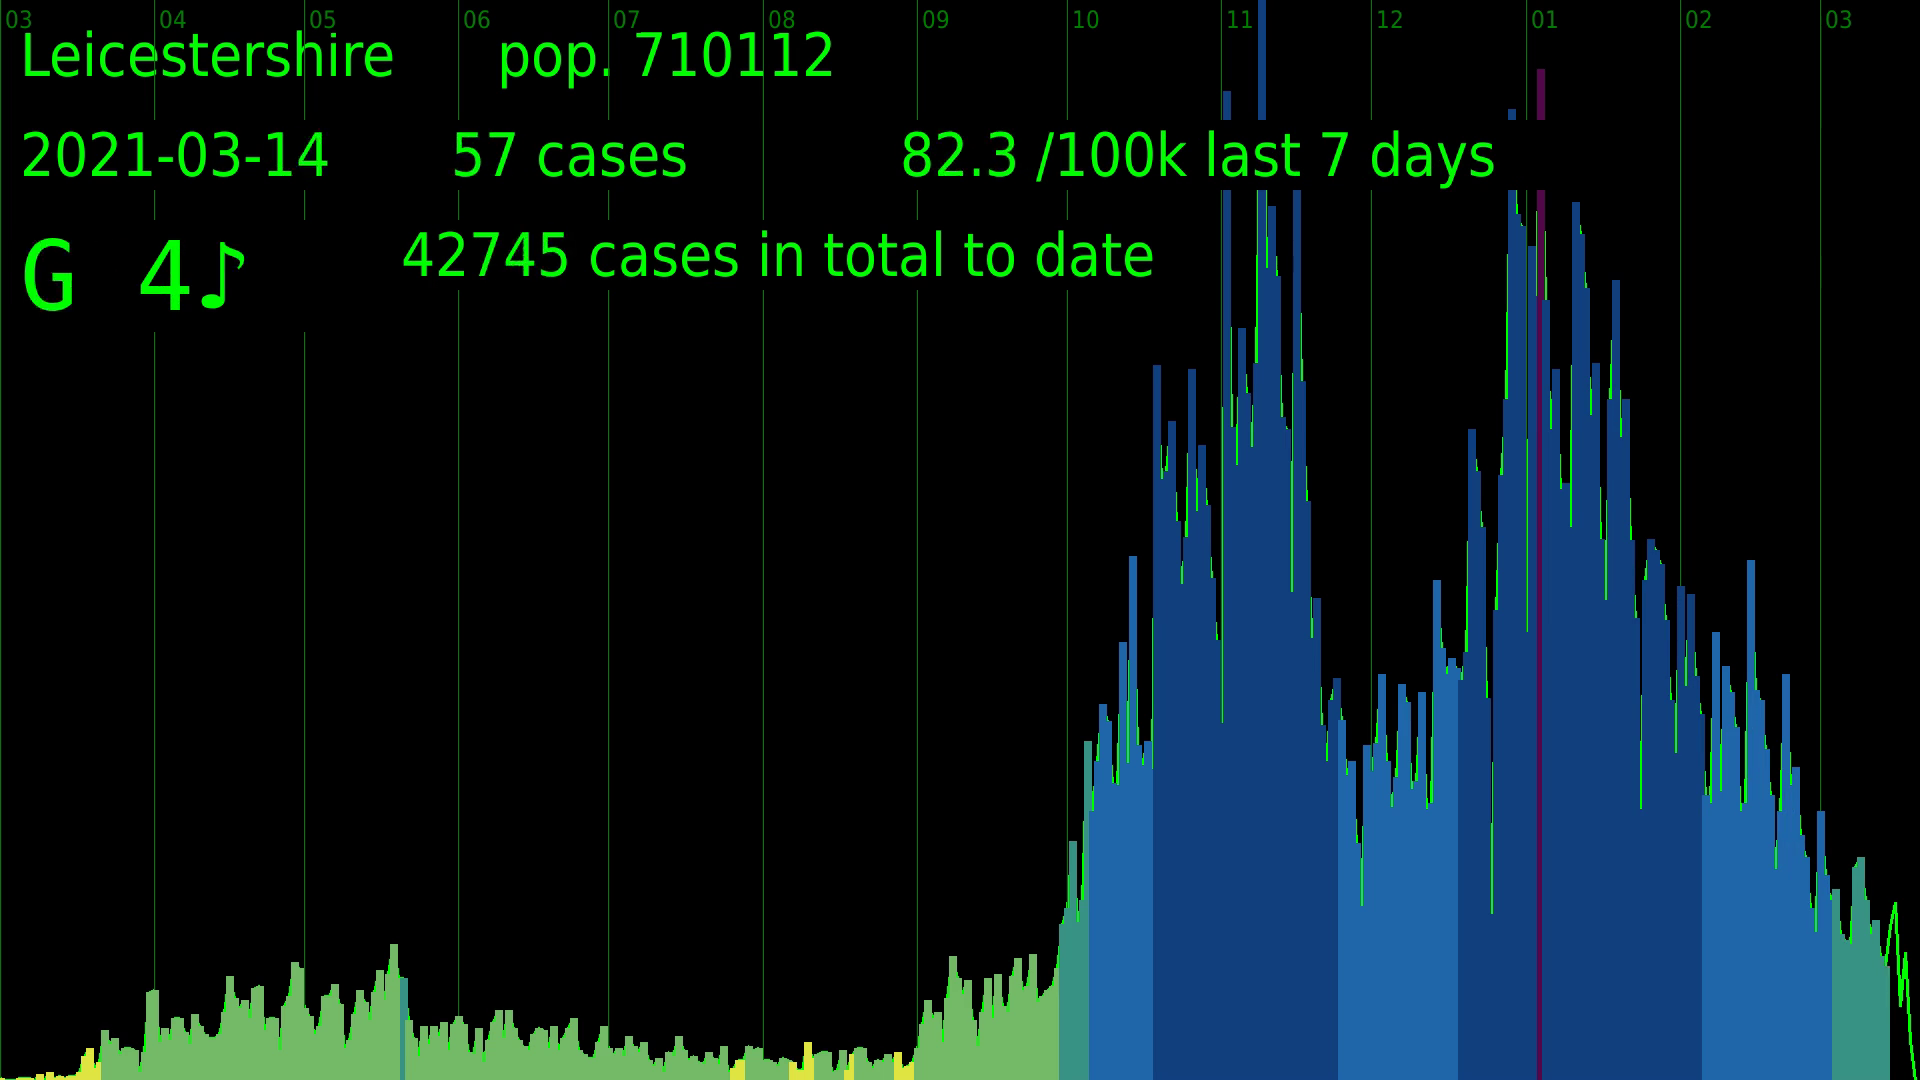 03 04 05 06 07 08 09 10 11 12 01 02 03
Leicestershire pop. 710112
2021-03-14 57 cases 82.3 /100k last 7 days
G 4♪ 42745 cases in total to date